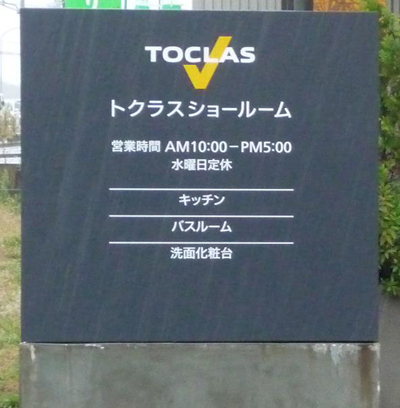 TOCLAS
トクラスショールーム
営業時間 AM10:00－PM5:00
水曜日定休
キッチン
バスルーム
洗面化粧台